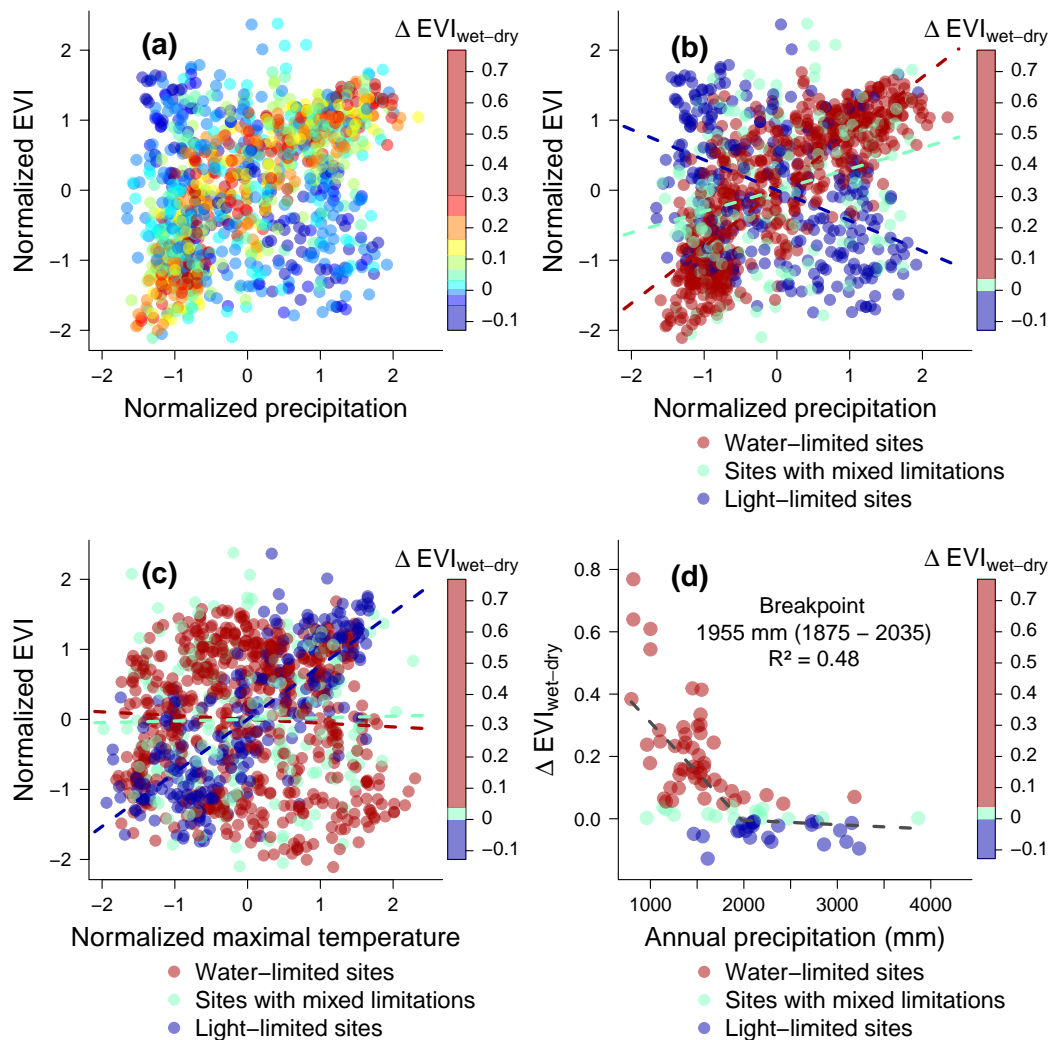 (a)
Δ EVIwet−dry
Normalized EVI
2
1
0
−1
−2
−2
−1
0
1
2
Normalized precipitation
0.7
0.6
0.5
0.4
0.3
0.2
0.1
0
−0.1
(b)
Δ EVIwet−dry
Normalized EVI
2
1
0
−1
−2
−2
−1
0
1
2
Normalized precipitation
0.7
0.6
0.5
0.4
0.3
0.2
0.1
0
−0.1
Water−limited sites
Sites with mixed limitations
Light−limited sites
(c)
Δ EVIwet−dry
Normalized EVI
2
1
0
−1
−2
−2
−1
0
1
2
Normalized maximal temperature
0.7
0.6
0.5
0.4
0.3
0.2
0.1
0
−0.1
Water−limited sites
Sites with mixed limitations
Light−limited sites
(d)
Δ EVIwet−dry
Δ EVIwet−dry
0.8
0.6
0.4
0.2
0.0
Breakpoint
1955 mm (1875 − 2035)
R² = 0.48
1000
2000
3000
4000
Annual precipitation (mm)
0.7
0.6
0.5
0.4
0.3
0.2
0.1
0
−0.1
Water−limited sites
Sites with mixed limitations
Light−limited sites